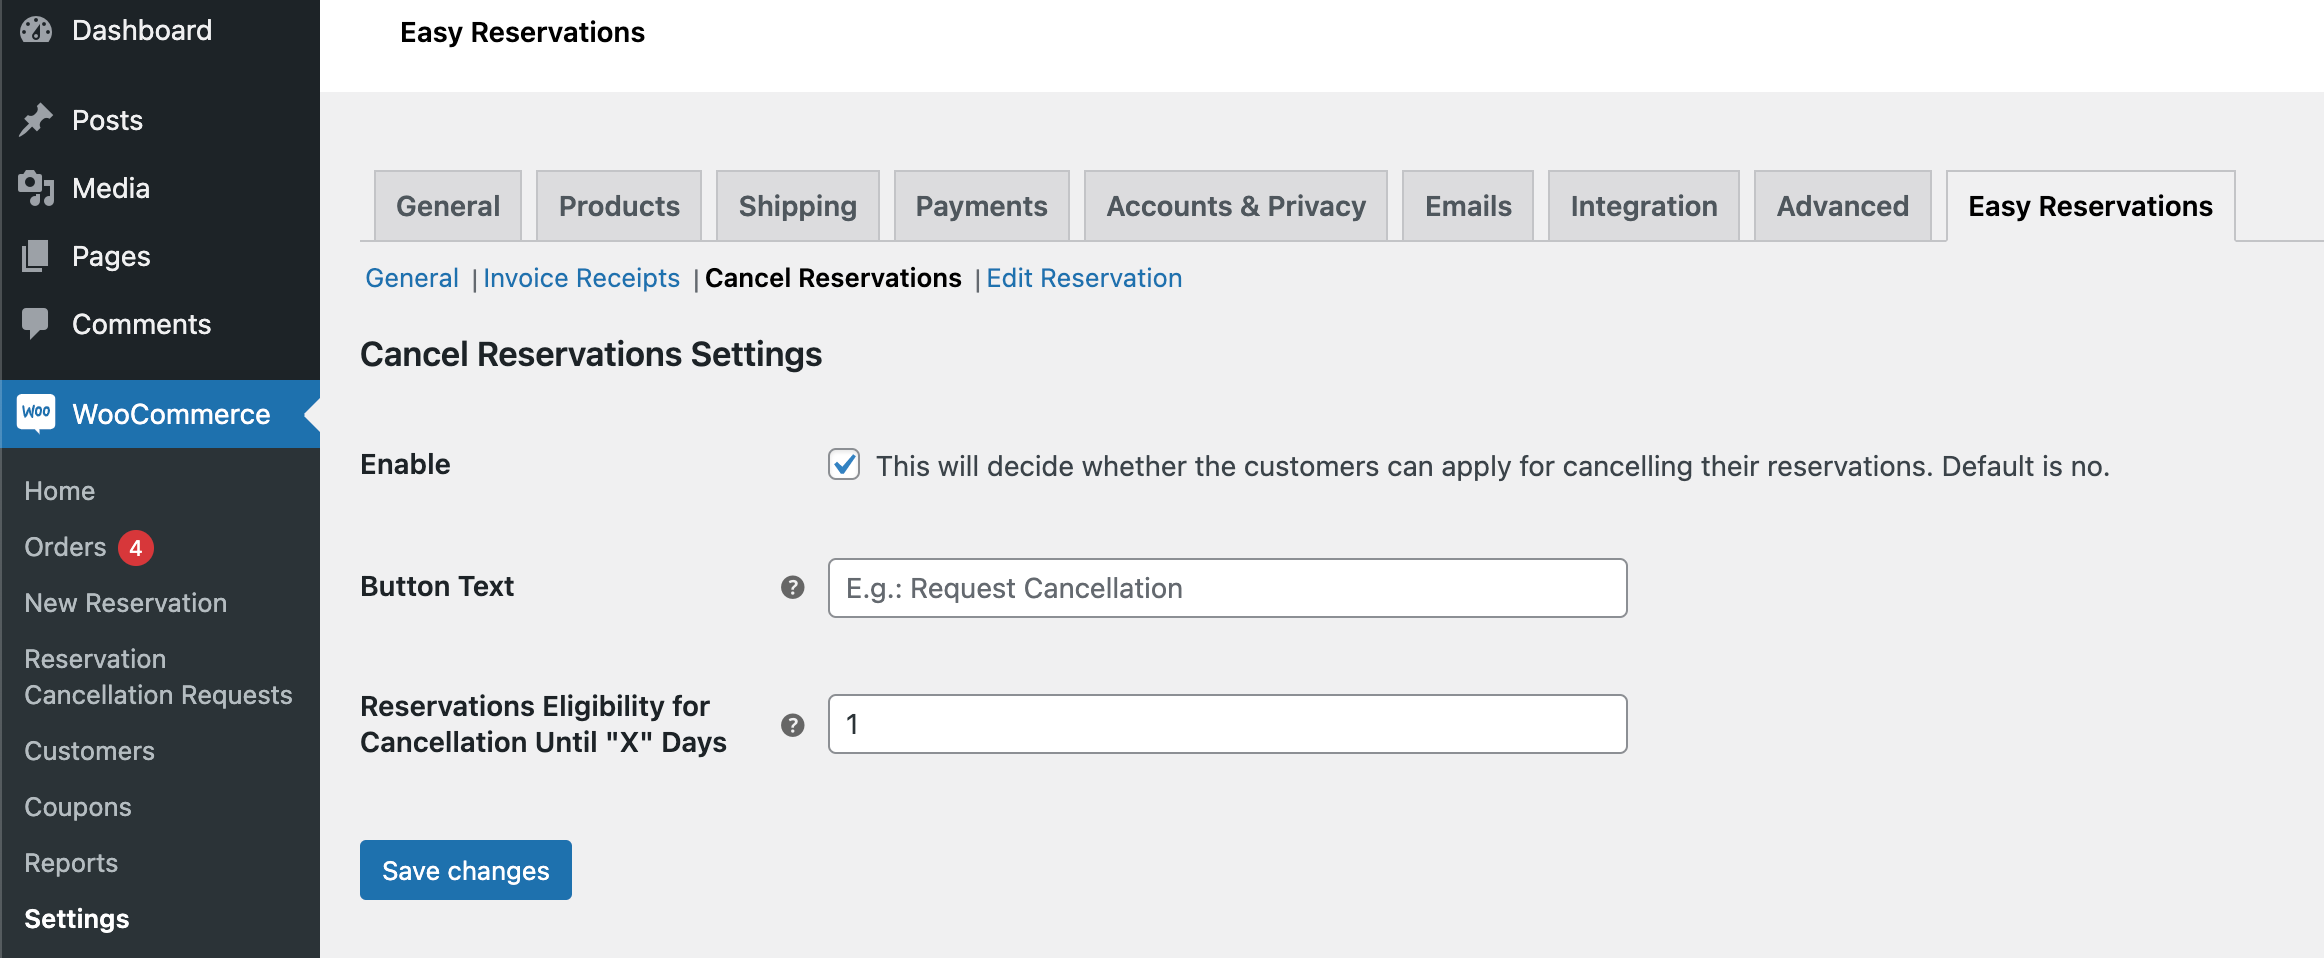 Dashboard
Posts
Media
Pages
Comments
Woo WooCommerce
Home
Orders 4
New Reservation
Reservation
Cancellation Requests
Customers
Coupons
Reports
Settings
Easy Reservations
General Products Shipping Payments Accounts & Privacy Emails Integration Advanced Easy Reservations
General | Invoice Receipts | Cancel Reservations | Edit Reservation
Cancel Reservations Settings
Enable This will decide whether the customers can apply for cancelling their reservations. Default is no.
Button Text ? E.g.: Request Cancellation
Reservations Eligibility for
Cancellation Until "X" Days ? 1
Save changes